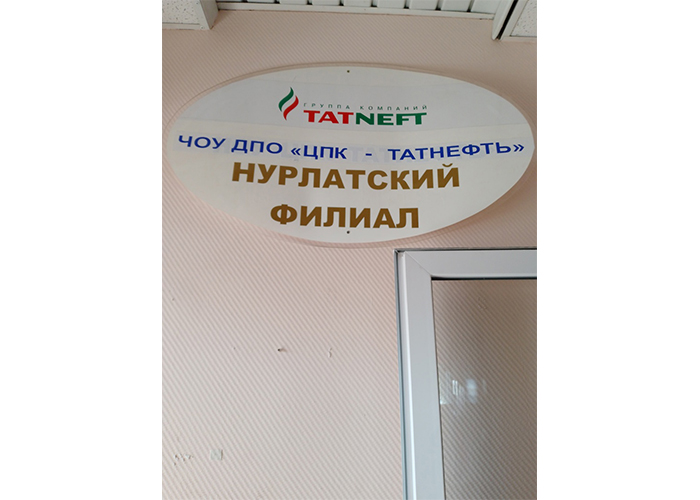 ГРУППА КОМПАНИЙ
TATNEFT
ЧОУ ДПО «ЦПК - ТАТНЕФТЬ»
НУРЛАТСКИЙ
ФИЛИАЛ